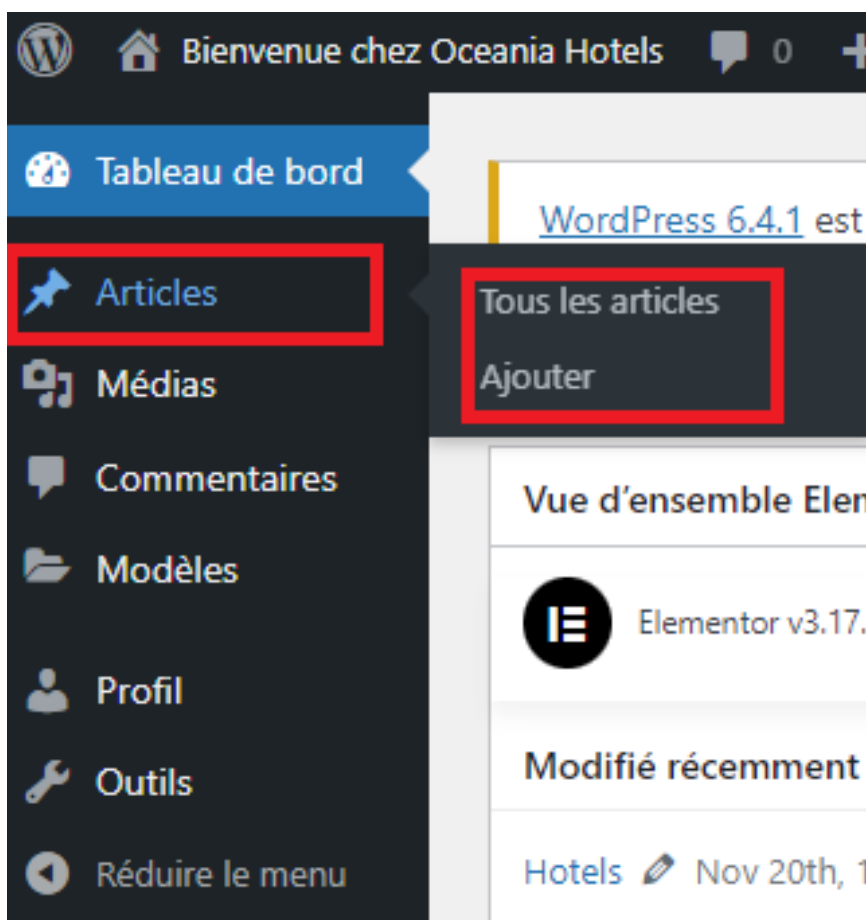 Bienvenue chez Oceania Hotels 0
Tableau de bord
WordPress 6.4.1 est
Articles
Tous les articles
Ajouter
Médias
Commentaires
Modèles
Profil
Outils
Réduire le menu
Vue d’ensemble Elem
Elementor v3.17.
Modifié récemment
Hotels Nov 20th, 1